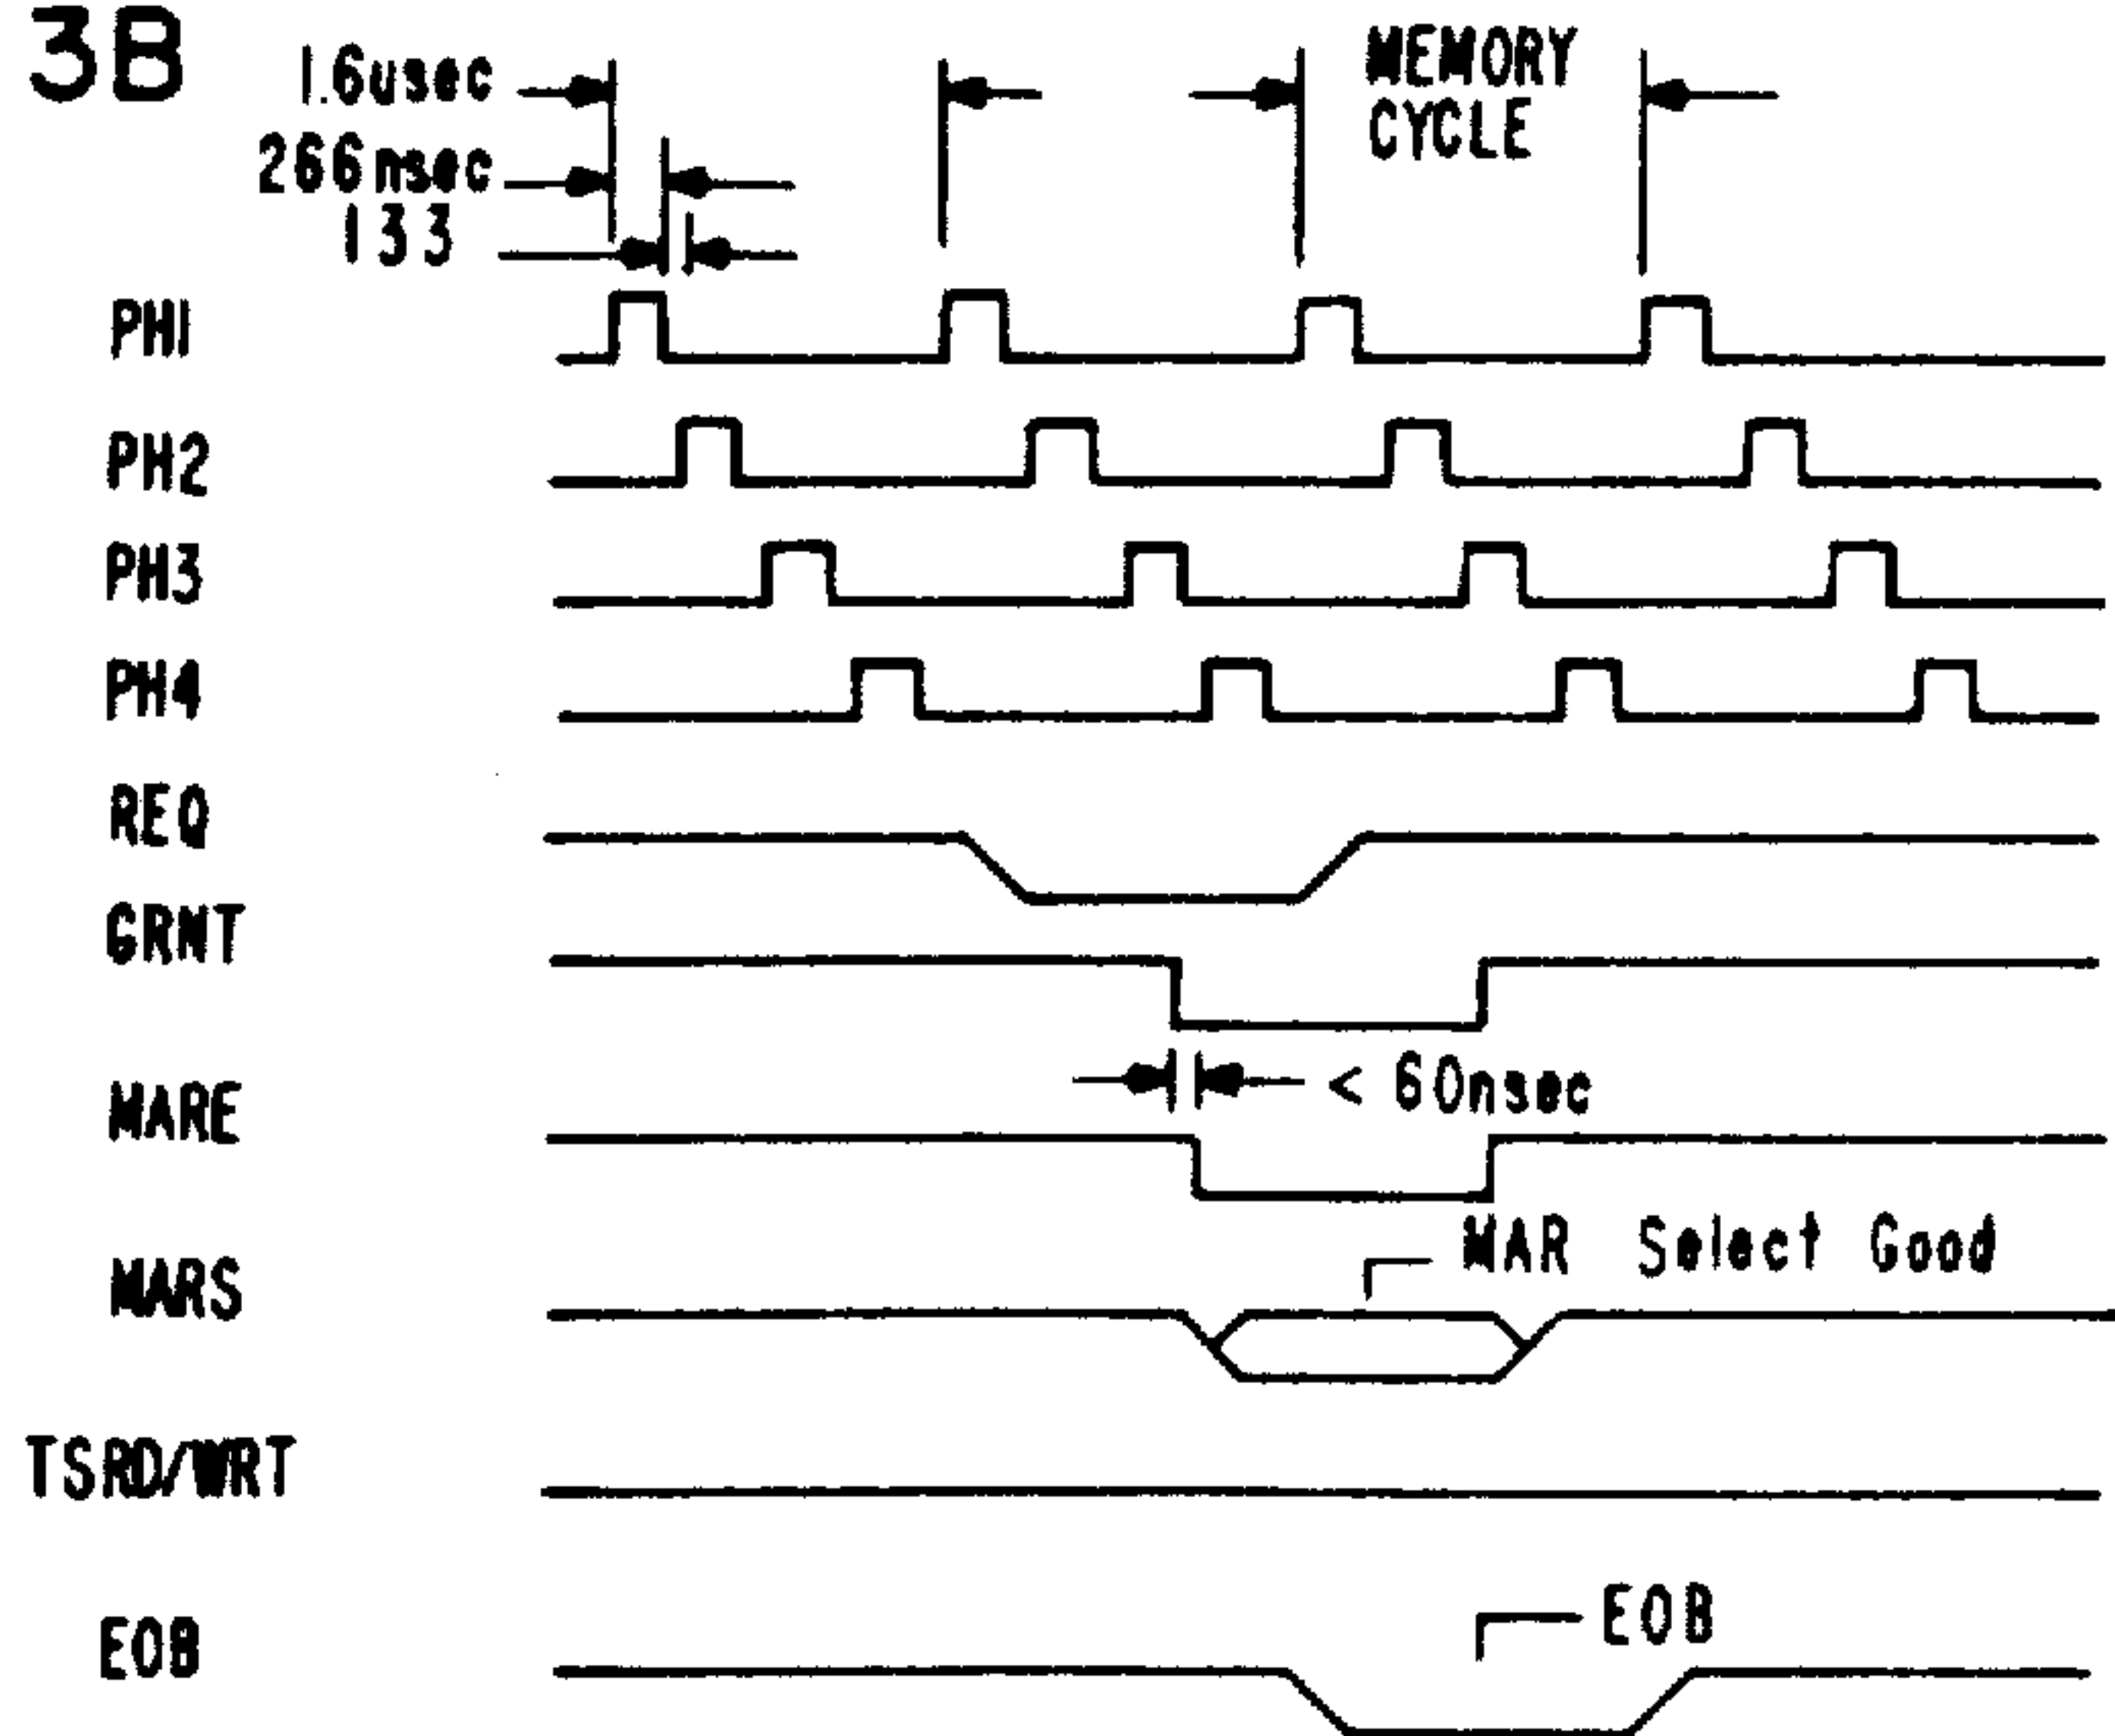 3B
1.6usec
MEMORY
CYCLE
266nsec
133
PH1
PH2
PH3
PH4
REQ
GRNT
< 60nsec
MARE
MAR Select Good
MARS
TSRD/WRT
EOB
EOB